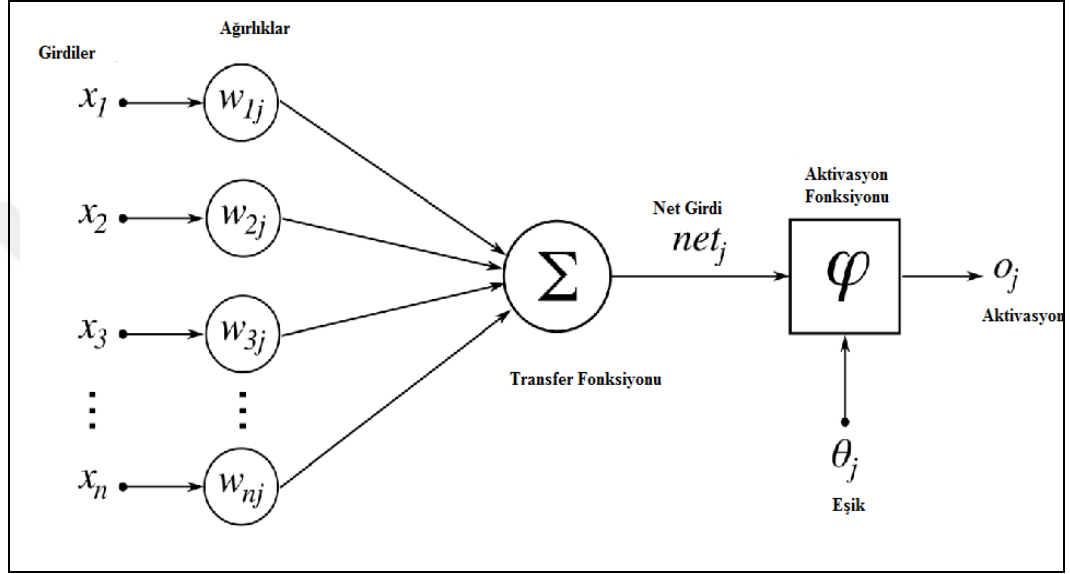 Ağırlıklar
Girdiler
x1
w1j
x2
w2j
x3
w3j
⋮ ⋮
xn
wnj
Σ
Transfer Fonksiyonu
Net Girdi
netj
Aktivasyon
Fonksiyonu
φ
oj
Aktivasyon
θj
Eşik